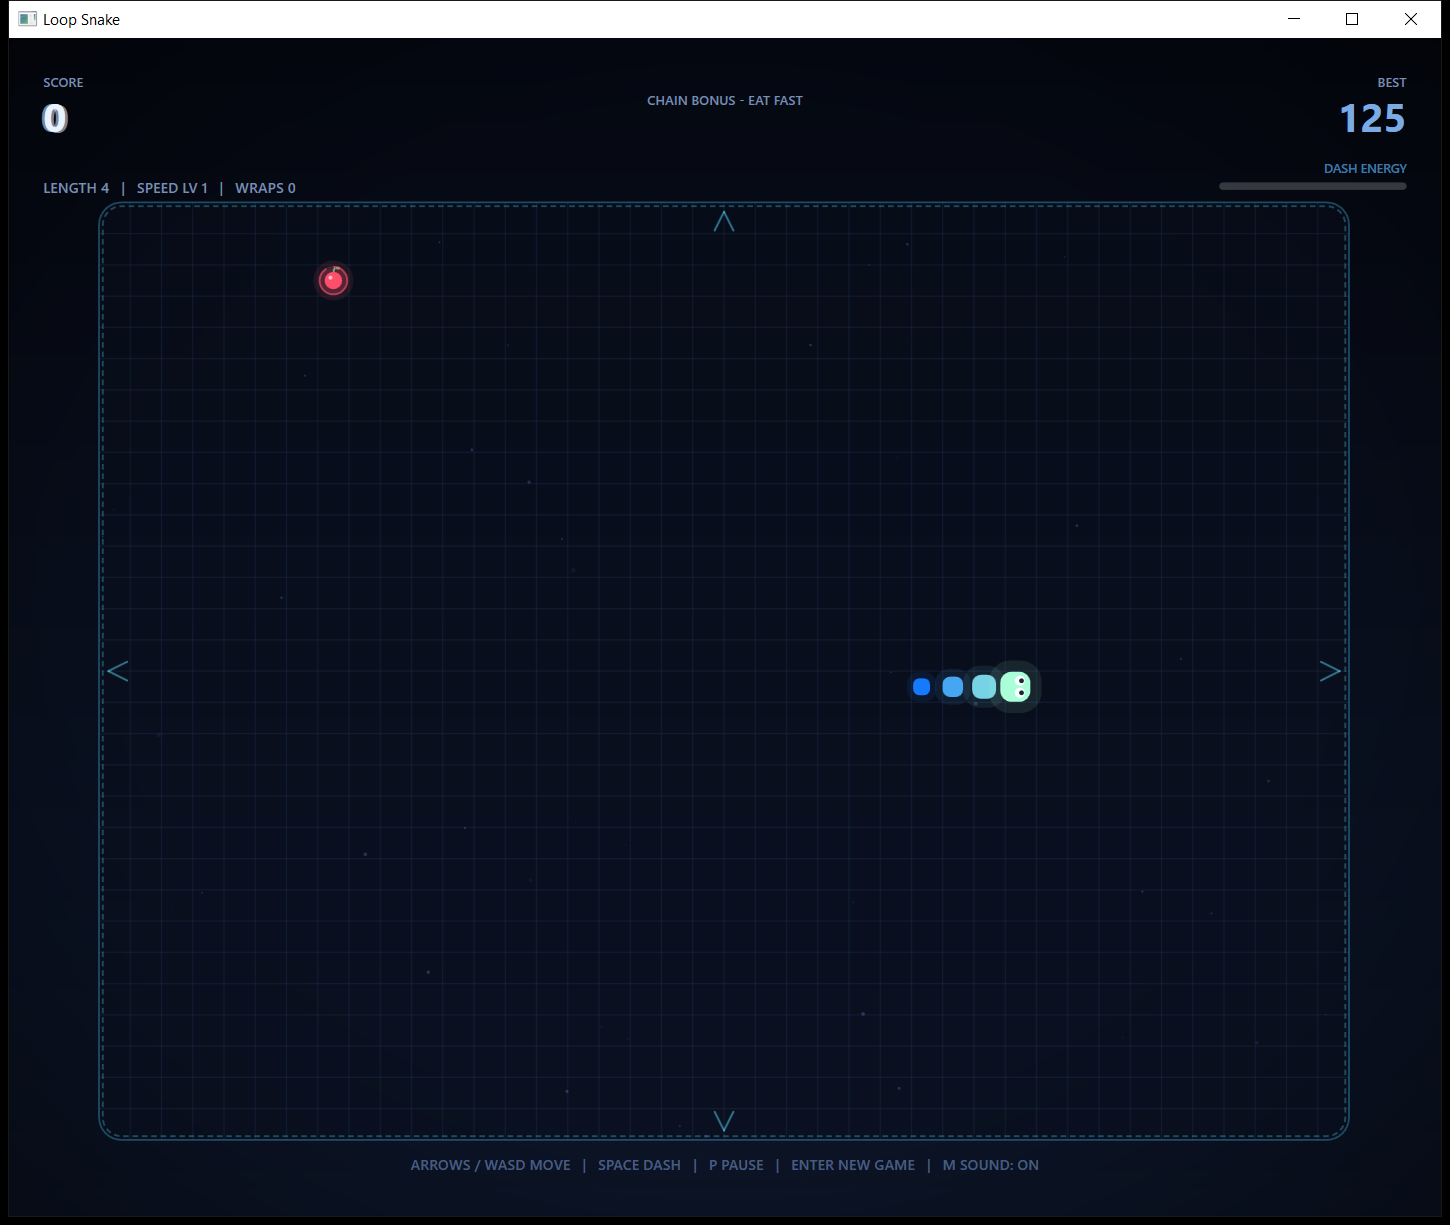 Loop Snake
SCORE
0
CHAIN BONUS - EAT FAST
BEST
125
DASH ENERGY
LENGTH 4 | SPEED LV 1 | WRAPS 0
ARROWS / WASD MOVE | SPACE DASH | P PAUSE | ENTER NEW GAME | M SOUND: ON